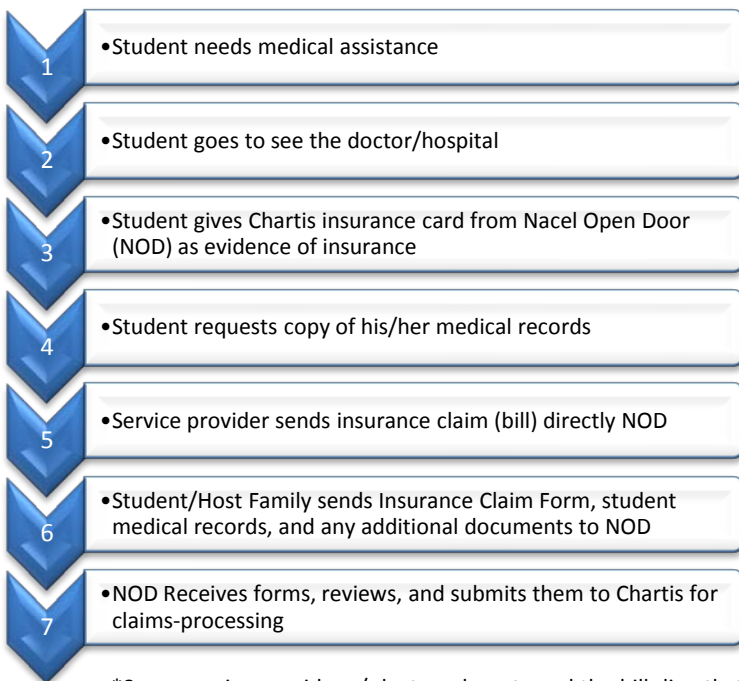 1
•Student needs medical assistance
2
•Student goes to see the doctor/hospital
3
•Student gives Chartis insurance card from Nacel Open Door
(NOD) as evidence of insurance
4
•Student requests copy of his/her medical records
5
•Service provider sends insurance claim (bill) directly NOD
6
•Student/Host Family sends Insurance Claim Form, student
medical records, and any additional documents to NOD
7
•NOD Receives forms, reviews, and submits them to Chartis for
claims-processing